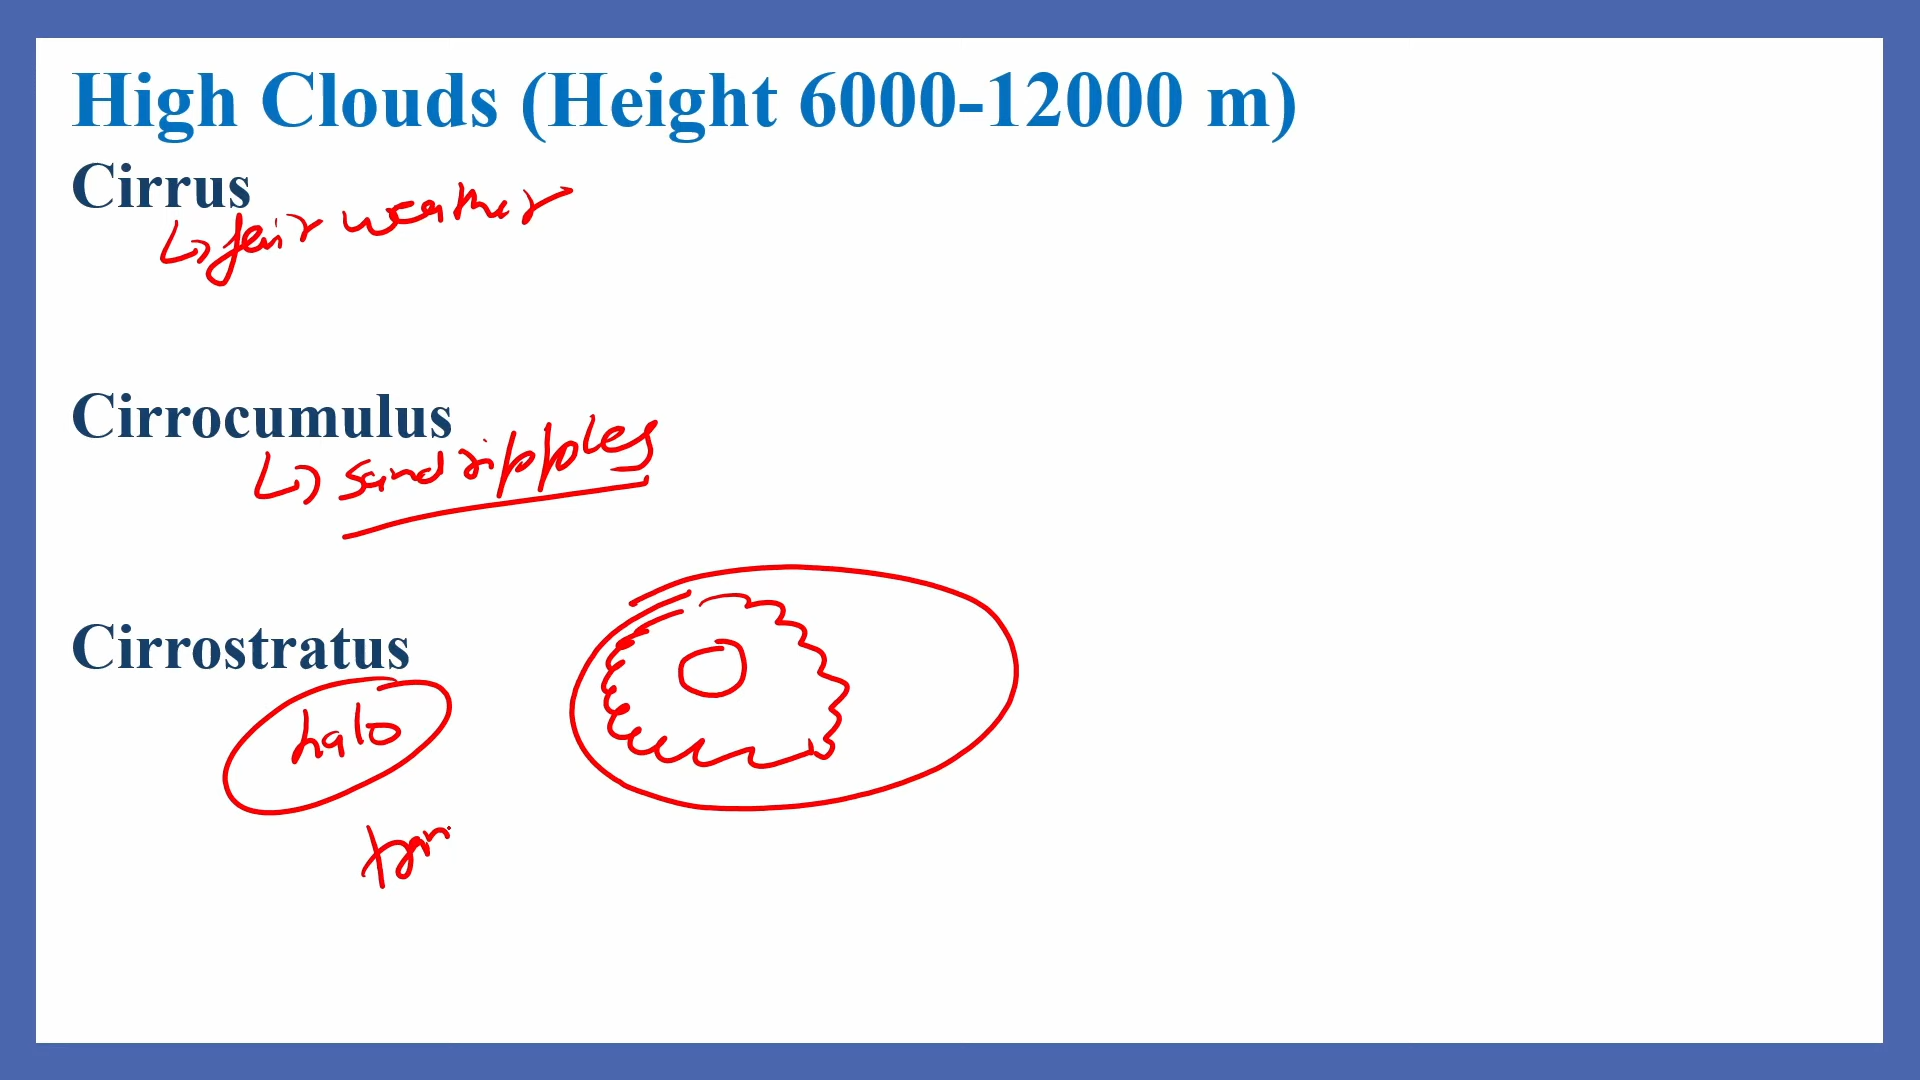 High Clouds (Height 6000-12000 m)
Cirrus
fair weather
Cirrocumulus
sand ripples
Cirrostratus
halo